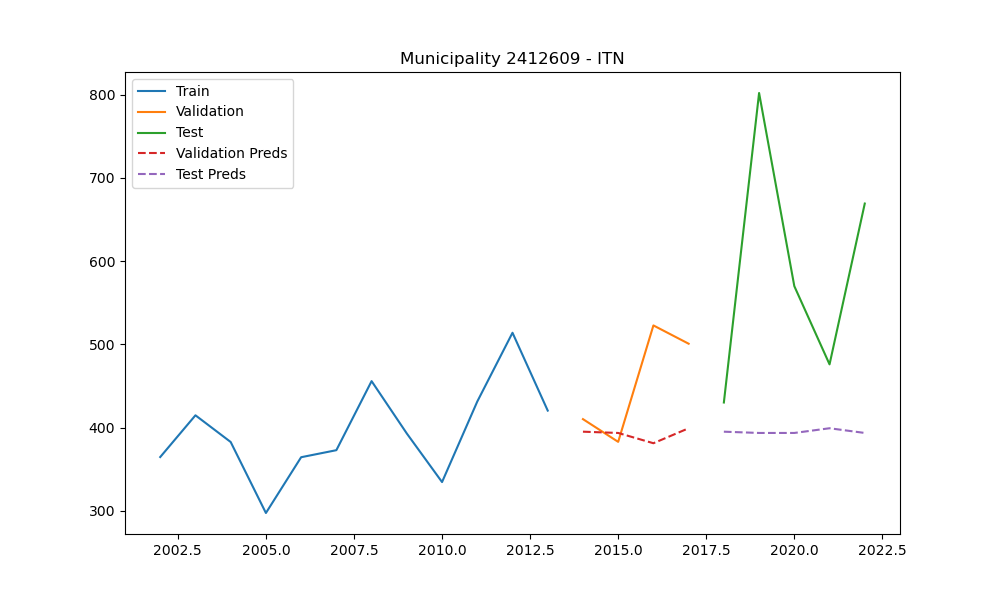 Municipality 2412609 - ITN
Train
Validation
Test
Validation Preds
Test Preds
800
700
600
500
400
300
2002.5 2005.0 2007.5 2010.0 2012.5 2015.0 2017.5 2020.0 2022.5